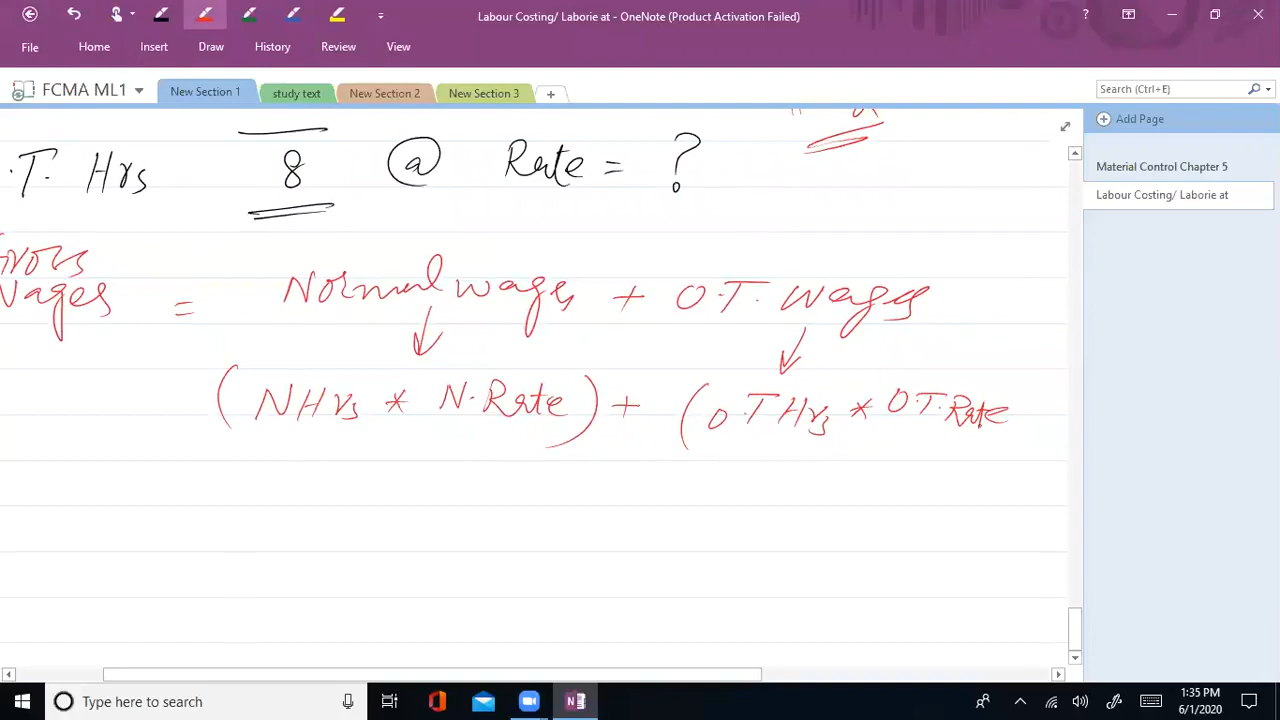 Labour Costing/ Laborie at - OneNote (Product Activation Failed)
File Home Insert Draw History Review View
FCMA ML1 New Section 1 study text New Section 2 New Section 3
Search (Ctrl+E)
Add Page
Material Control Chapter 5
Labour Costing/ Laborie at
.T. Hrs 8 @ Rate = ?
Wages = Normal wages + O.T. wages
(NHrs * N.Rate) + (O.T Hrs * O.T.Rate
Type here to search
1:35 PM
6/1/2020